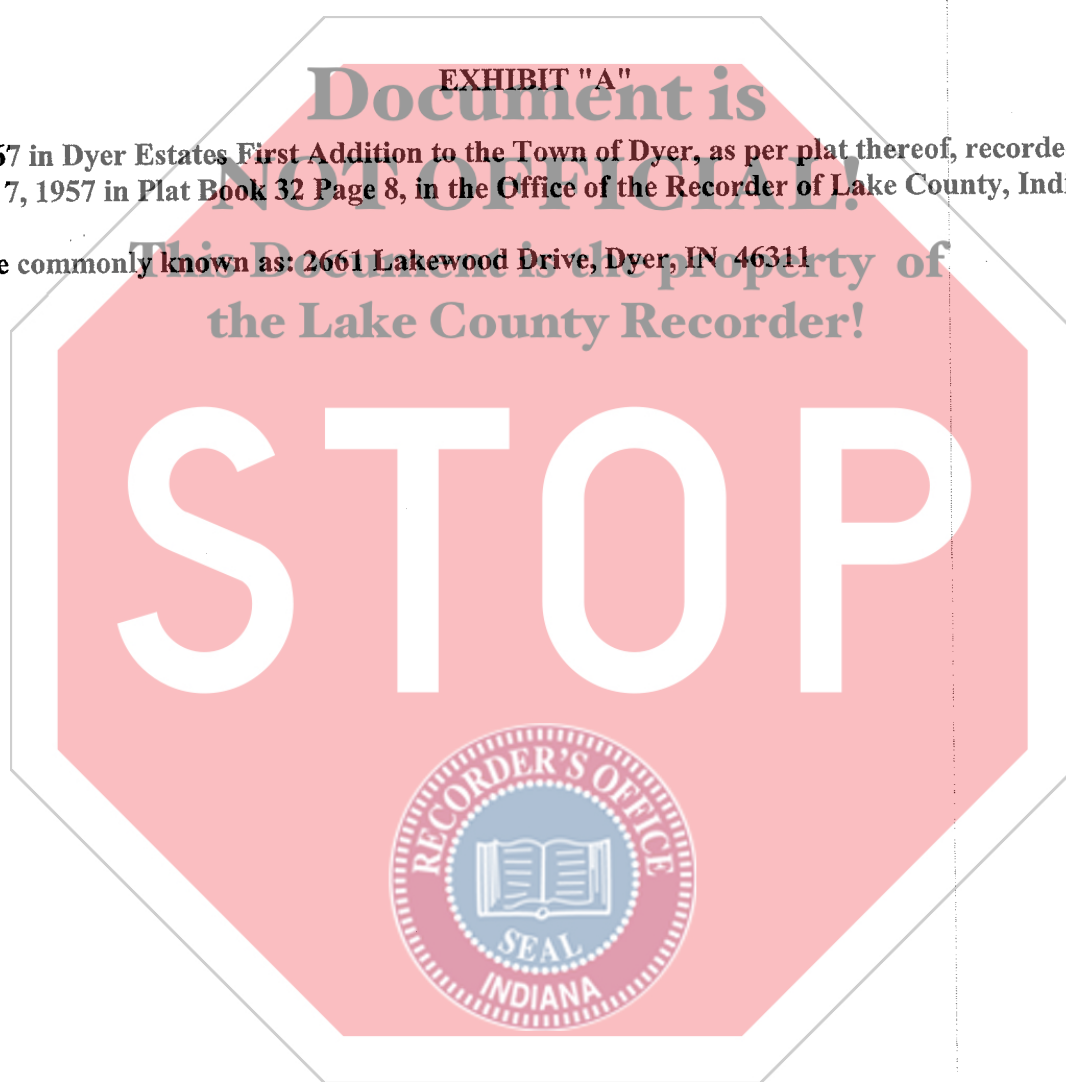 EXHIBIT "A"
Document is
67 in Dyer Estates First Addition to the Town of Dyer, as per plat thereof, recorde
NOT OFFICIAL!
7, 1957 in Plat Book 32 Page 8, in the Office of the Recorder of Lake County, Indi
This Document is the property of
e commonly known as: 2661 Lakewood Drive, Dyer, IN 46311
the Lake County Recorder!
STOP
RECORDER'S OFFICE
SEAL
INDIANA